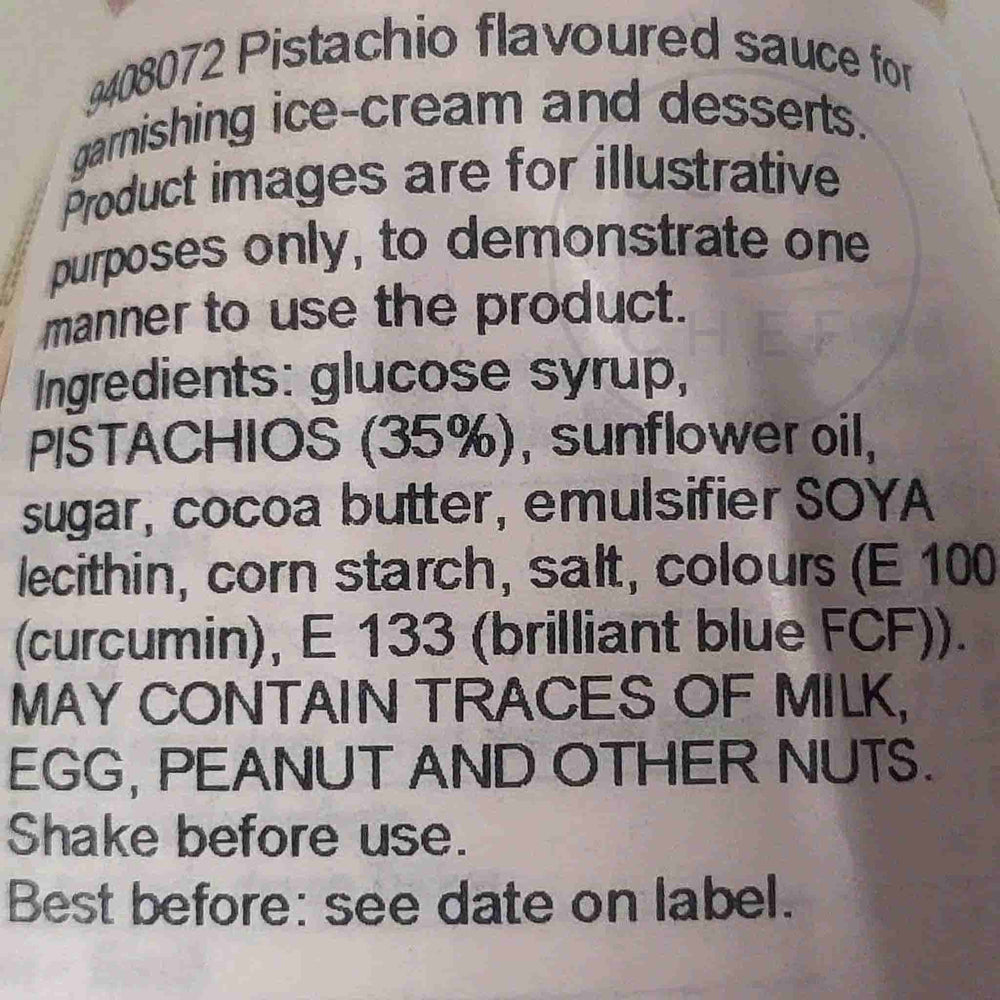 9408072 Pistachio flavoured sauce for
garnishing ice-cream and desserts.
Product images are for illustrative
purposes only, to demonstrate one
manner to use the product.
Ingredients: glucose syrup,
PISTACHIOS (35%), sunflower oil,
sugar, cocoa butter, emulsifier SOYA
lecithin, corn starch, salt, colours (E 100
(curcumin), E 133 (brilliant blue FCF)).
MAY CONTAIN TRACES OF MILK,
EGG, PEANUT AND OTHER NUTS.
Shake before use.
Best before: see date on label.